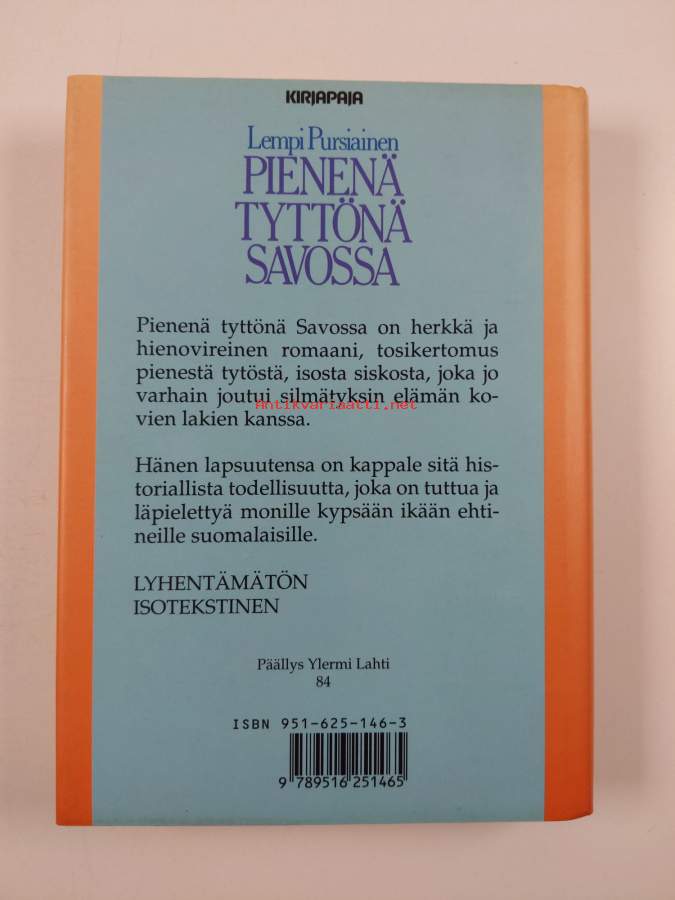 KIRJAPAJA
Lempi Pursiainen
PIENENÄ
TYTTÖNÄ
SAVOSSA
Pienenä tyttönä Savossa on herkkä ja
hienovireinen romaani, tosikertomus
pienestä tytöstä, isosta siskosta, joka jo
varhain joutui silmätyksin elämän ko-
Antikvariaatti.net
vien lakien kanssa.
Hänen lapsuutensa on kappale sitä his-
toriallista todellisuutta, joka on tuttua ja
läpielettyä monille kypsään ikään ehti-
neille suomalaisille.
LYHENTÄMÄTÖN
ISOTEKSTINEN
Päällys Ylermi Lahti
84
ISBN 951-625-146-3
9 789516 251465